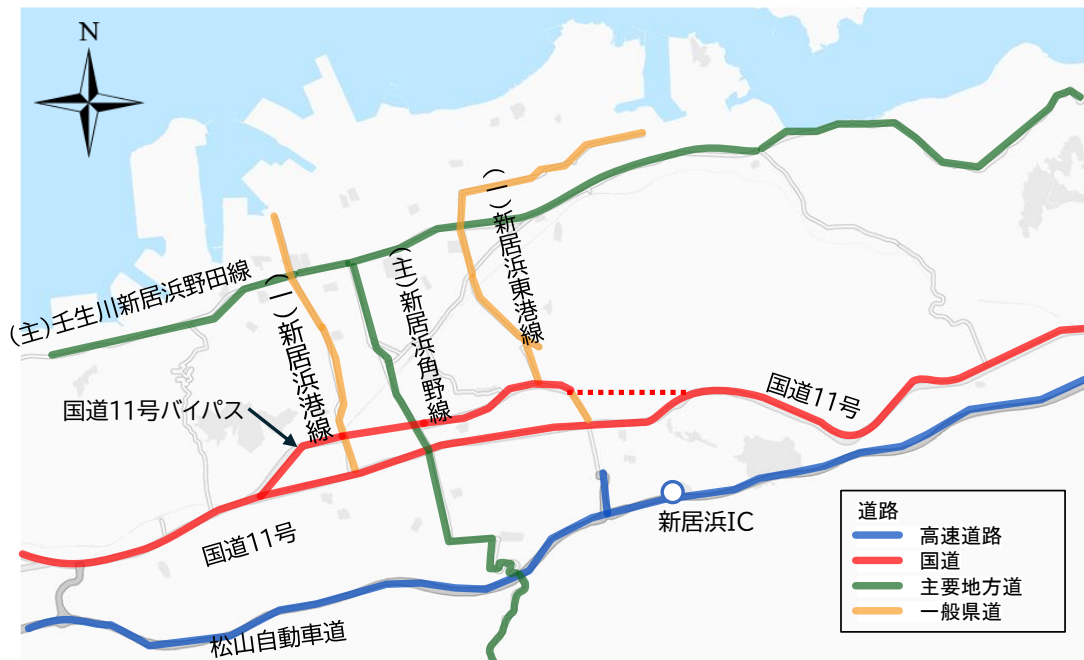 N
(主)壬生川新居浜野田線
(一)新居浜港線
(主)新居浜角野線
(一)新居浜東港線
国道11号バイパス
国道11号
国道11号
新居浜IC
松山自動車道
道路
高速道路
国道
主要地方道
一般県道